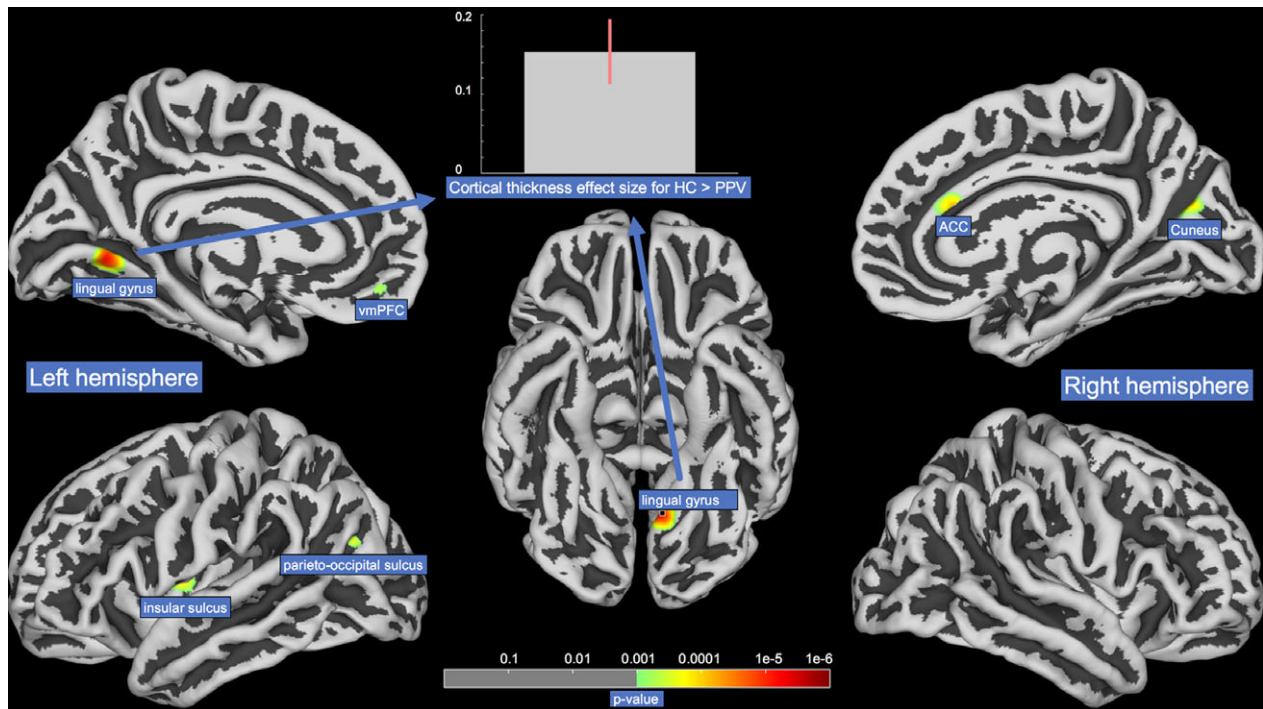 0.2
0.1
0
Cortical thickness effect size for HC > PPV
ACC
Cuneus
lingual gyrus
vmPFC
Left hemisphere
Right hemisphere
lingual gyrus
parieto-occipital sulcus
insular sulcus
0.1 0.01 0.001 0.0001 1e-5 1e-6
p-value